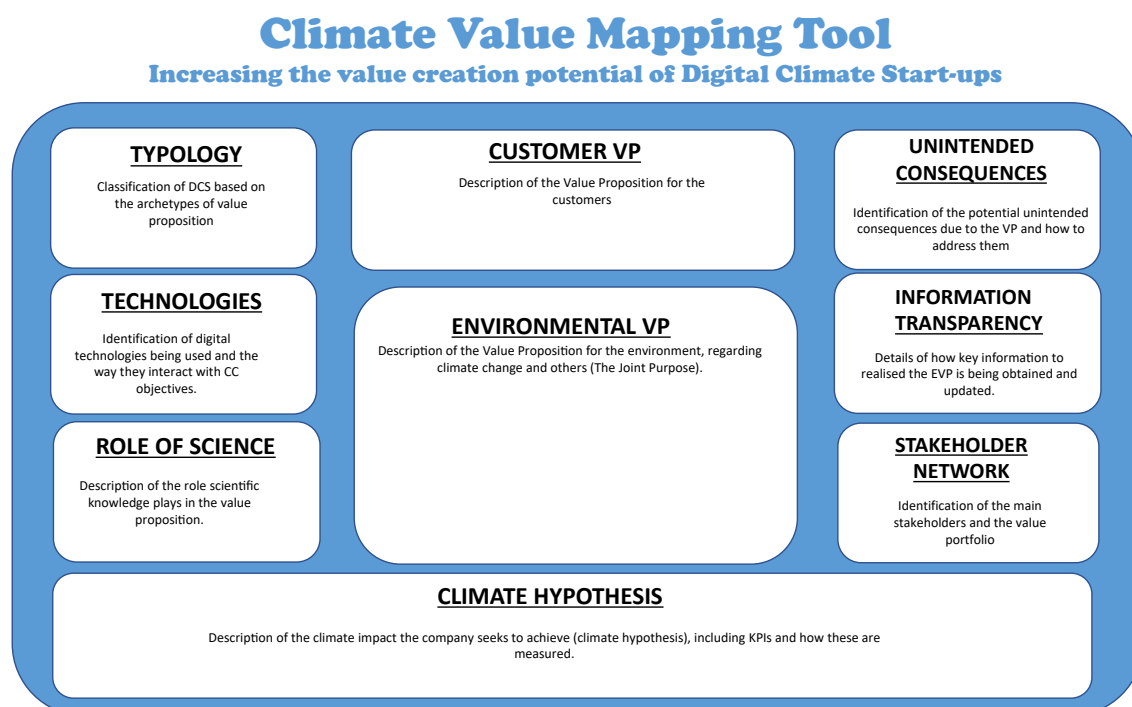 Climate Value Mapping Tool
Increasing the value creation potential of Digital Climate Start-ups
TYPOLOGY
Classification of DCS based on
the archetypes of value
proposition
CUSTOMER VP
Description of the Value Proposition for the
customers
UNINTENDED
CONSEQUENCES
Identification of the potential unintended
consequences due to the VP and how to
address them
TECHNOLOGIES
Identification of digital
technologies being used and the
way they interact with CC
objectives.
ENVIRONMENTAL VP
Description of the Value Proposition for the environment, regarding
climate change and others (The Joint Purpose).
INFORMATION
TRANSPARENCY
Details of how key information to
realised the EVP is being obtained and
updated.
ROLE OF SCIENCE
Description of the role scientific
knowledge plays in the value
proposition.
STAKEHOLDER
NETWORK
Identification of the main
stakeholders and the value
portfolio
CLIMATE HYPOTHESIS
Description of the climate impact the company seeks to achieve (climate hypothesis), including KPIs and how these are
measured.